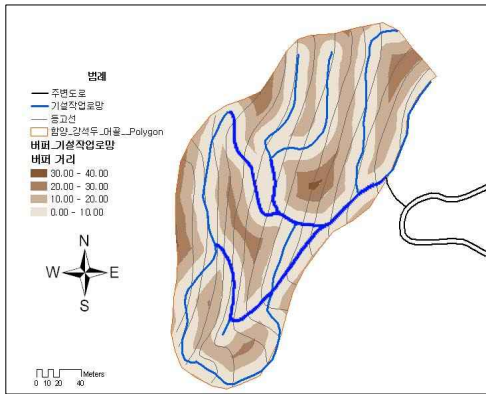 범례
주변도로
기설작업로망
등고선
함양_강석두_머골__Polygon
버퍼_기설작업로망
버퍼 거리
30.00 - 40.00
20.00 - 30.00
10.00 - 20.00
0.00 - 10.00
N
W E
S
Meters
0 10 20 40